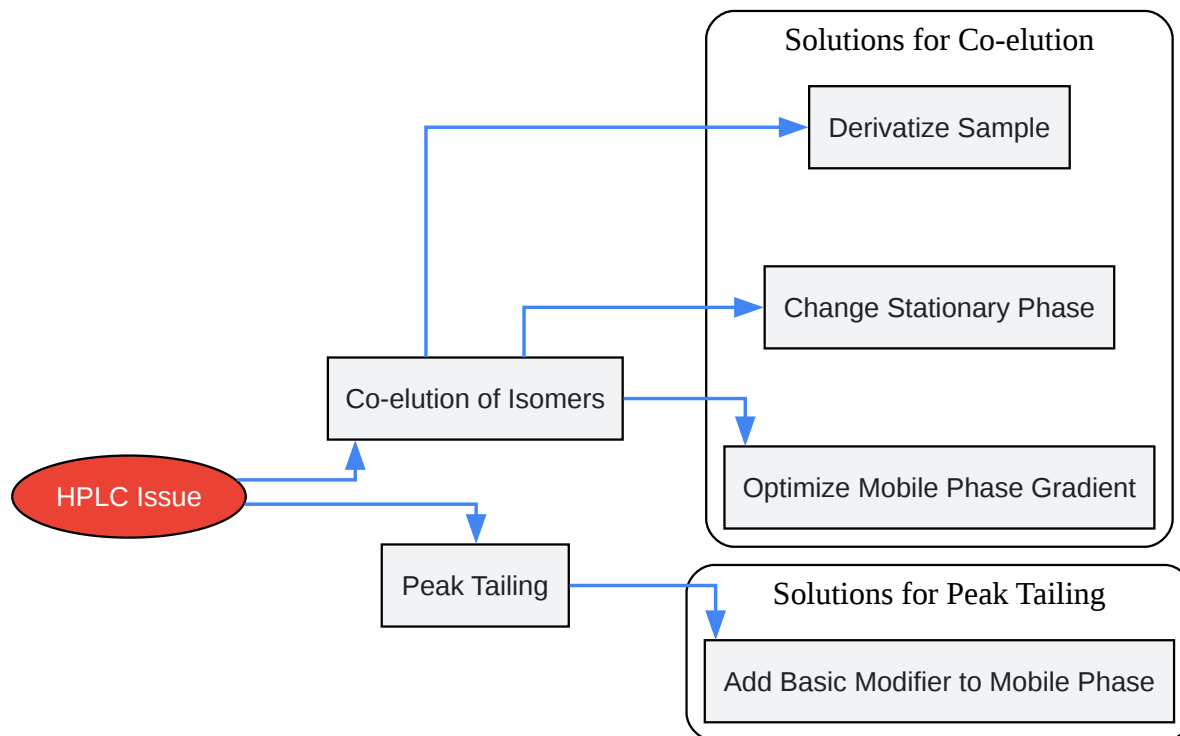 Solutions for Co-elution
Derivatize Sample
Change Stationary Phase
Co-elution of Isomers
Optimize Mobile Phase Gradient
HPLC Issue
Peak Tailing
Solutions for Peak Tailing
Add Basic Modifier to Mobile Phase